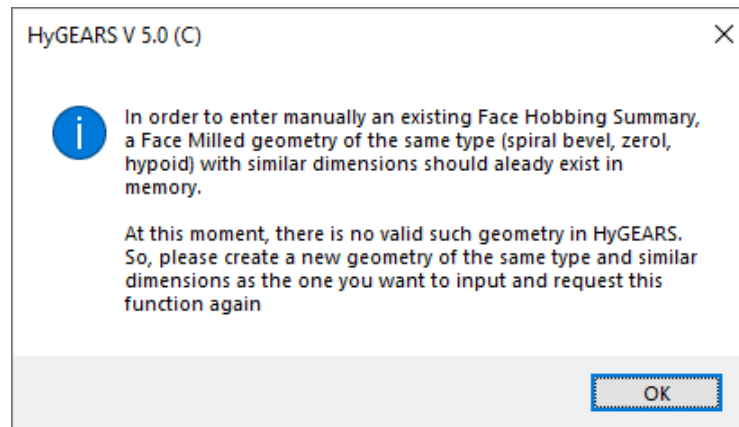 HyGEARS V 5.0 (C)
In order to enter manually an existing Face Hobbing Summary,
a Face Milled geometry of the same type (spiral bevel, zerol,
hypoid) with similar dimensions should aleady exist in
memory.
At this moment, there is no valid such geometry in HyGEARS.
So, please create a new geometry of the same type and similar
dimensions as the one you want to input and request this
function again
OK